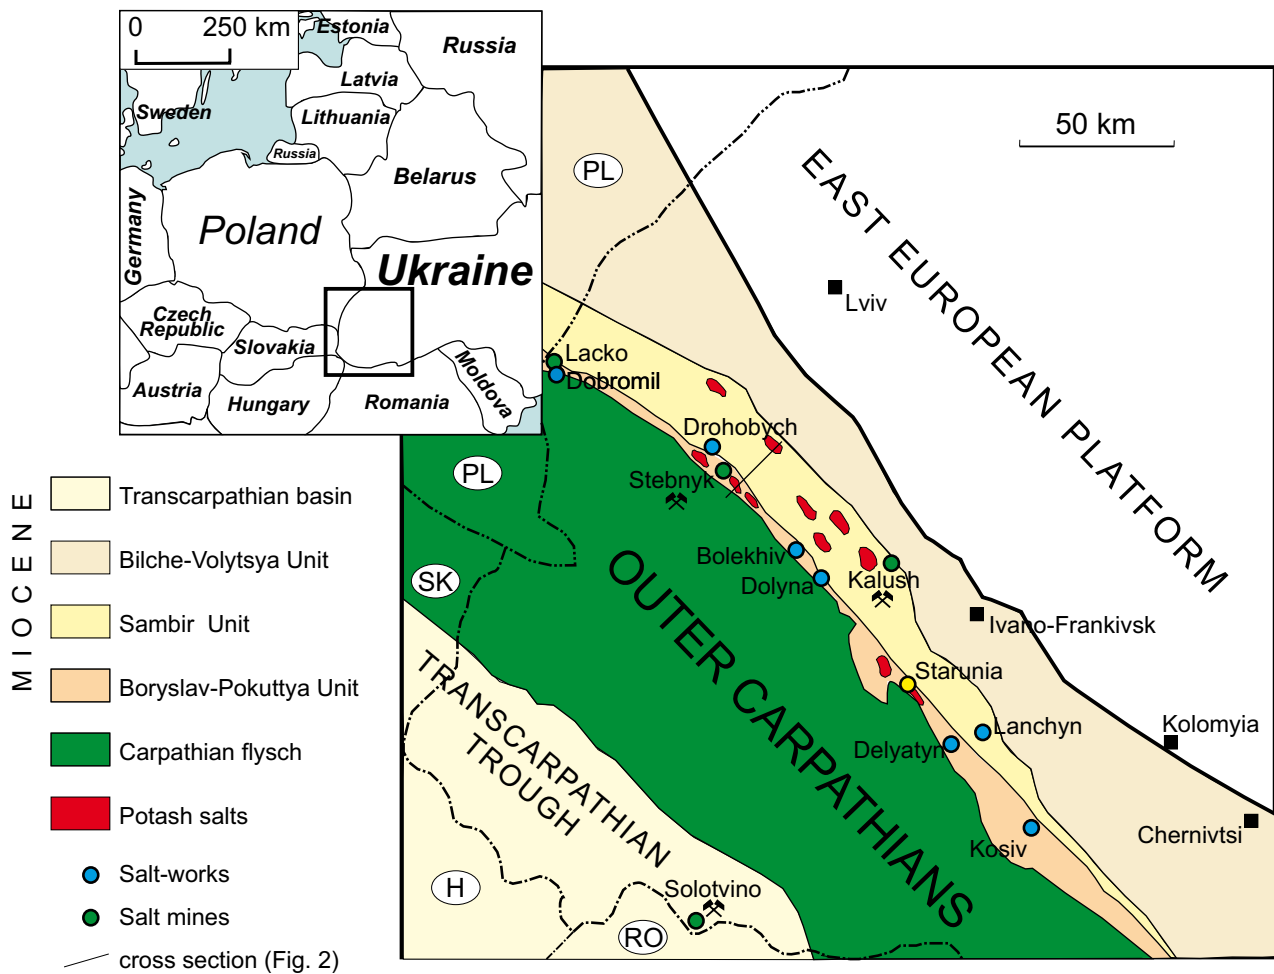 0 250 km
Estonia
Russia
Latvia
Sweden
Lithuania
Russia
Belarus
Germany
Poland
Ukraine
Czech
Republic
Slovakia
Austria
Hungary
Romania
Moldova
50 km
PL
EAST EUROPEAN PLATFORM
Lviv
Lacko
Dobromil
Drohobych
PL
Stebnyk
Bolekhiv
Dolyna
Kalush
SK
OUTER CARPATHIANS
Ivano-Frankivsk
Starunia
TRANSCARPATHIAN
TROUGH
Lanchyn
Delyatyn
Kolomyia
Chernivtsi
Kosiv
H
Solotvino
RO
MIOCENE
Transcarpathian basin
Bilche-Volytsya Unit
Sambir Unit
Boryslav-Pokuttya Unit
Carpathian flysch
Potash salts
Salt-works
Salt mines
cross section (Fig. 2)